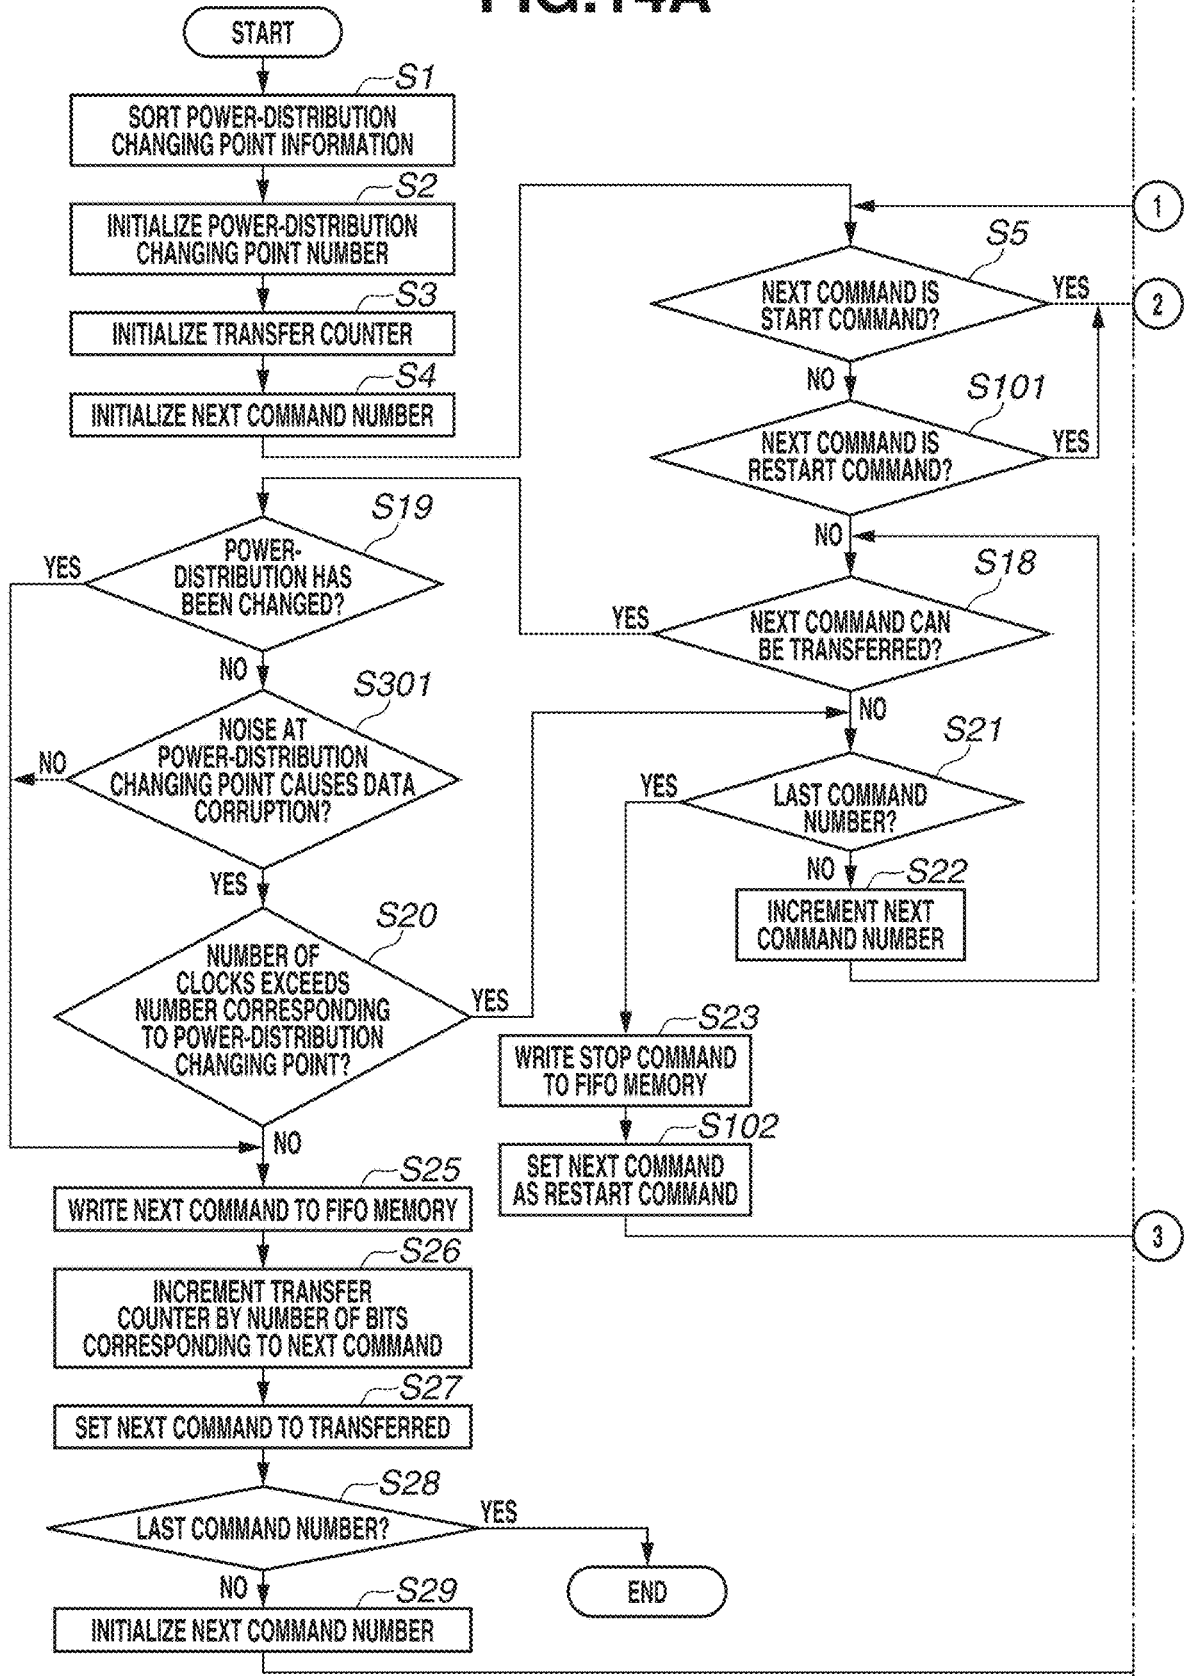 FIG.14A
START
S1
SORT POWER-DISTRIBUTION
CHANGING POINT INFORMATION
S2
INITIALIZE POWER-DISTRIBUTION
CHANGING POINT NUMBER
S3
INITIALIZE TRANSFER COUNTER
S4
INITIALIZE NEXT COMMAND NUMBER
1
S5
NEXT COMMAND IS
START COMMAND?
YES
2
NO
S101
NEXT COMMAND IS
RESTART COMMAND?
YES
NO
S18
NEXT COMMAND CAN
BE TRANSFERRED?
YES
NO
S19
POWER-
DISTRIBUTION HAS
BEEN CHANGED?
YES
NO
S301
NOISE AT
POWER-DISTRIBUTION
CHANGING POINT CAUSES DATA
CORRUPTION?
NO
YES
S20
NUMBER OF
CLOCKS EXCEEDS
NUMBER CORRESPONDING
TO POWER-DISTRIBUTION
CHANGING POINT?
YES
NO
S21
LAST COMMAND
NUMBER?
YES
NO
S22
INCREMENT NEXT
COMMAND NUMBER
S23
WRITE STOP COMMAND
TO FIFO MEMORY
S102
SET NEXT COMMAND
AS RESTART COMMAND
3
S25
WRITE NEXT COMMAND TO FIFO MEMORY
S26
INCREMENT TRANSFER
COUNTER BY NUMBER OF BITS
CORRESPONDING TO NEXT COMMAND
S27
SET NEXT COMMAND TO TRANSFERRED
S28
LAST COMMAND NUMBER?
YES
END
NO
S29
INITIALIZE NEXT COMMAND NUMBER